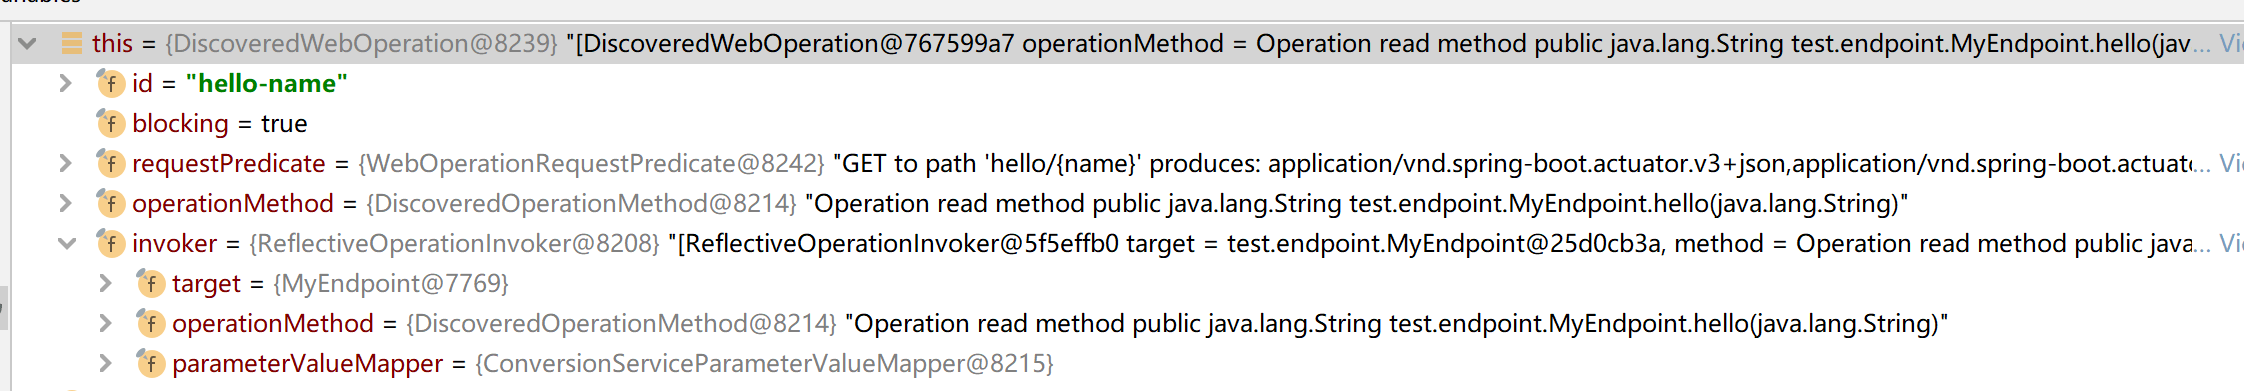 this = {DiscoveredWebOperation@8239} "[DiscoveredWebOperation@767599a7 operationMethod = Operation read method public java.lang.String test.endpoint.MyEndpoint.hello(jav...
id = "hello-name"
blocking = true
requestPredicate = {WebOperationRequestPredicate@8242} "GET to path 'hello/{name}' produces: application/vnd.spring-boot.actuator.v3+json,application/vnd.spring-boot.actuato...
operationMethod = {DiscoveredOperationMethod@8214} "Operation read method public java.lang.String test.endpoint.MyEndpoint.hello(java.lang.String)"
invoker = {ReflectiveOperationInvoker@8208} "[ReflectiveOperationInvoker@5f5effb0 target = test.endpoint.MyEndpoint@25d0cb3a, method = Operation read method public java...
target = {MyEndpoint@7769}
operationMethod = {DiscoveredOperationMethod@8214} "Operation read method public java.lang.String test.endpoint.MyEndpoint.hello(java.lang.String)"
parameterValueMapper = {ConversionServiceParameterValueMapper@8215}